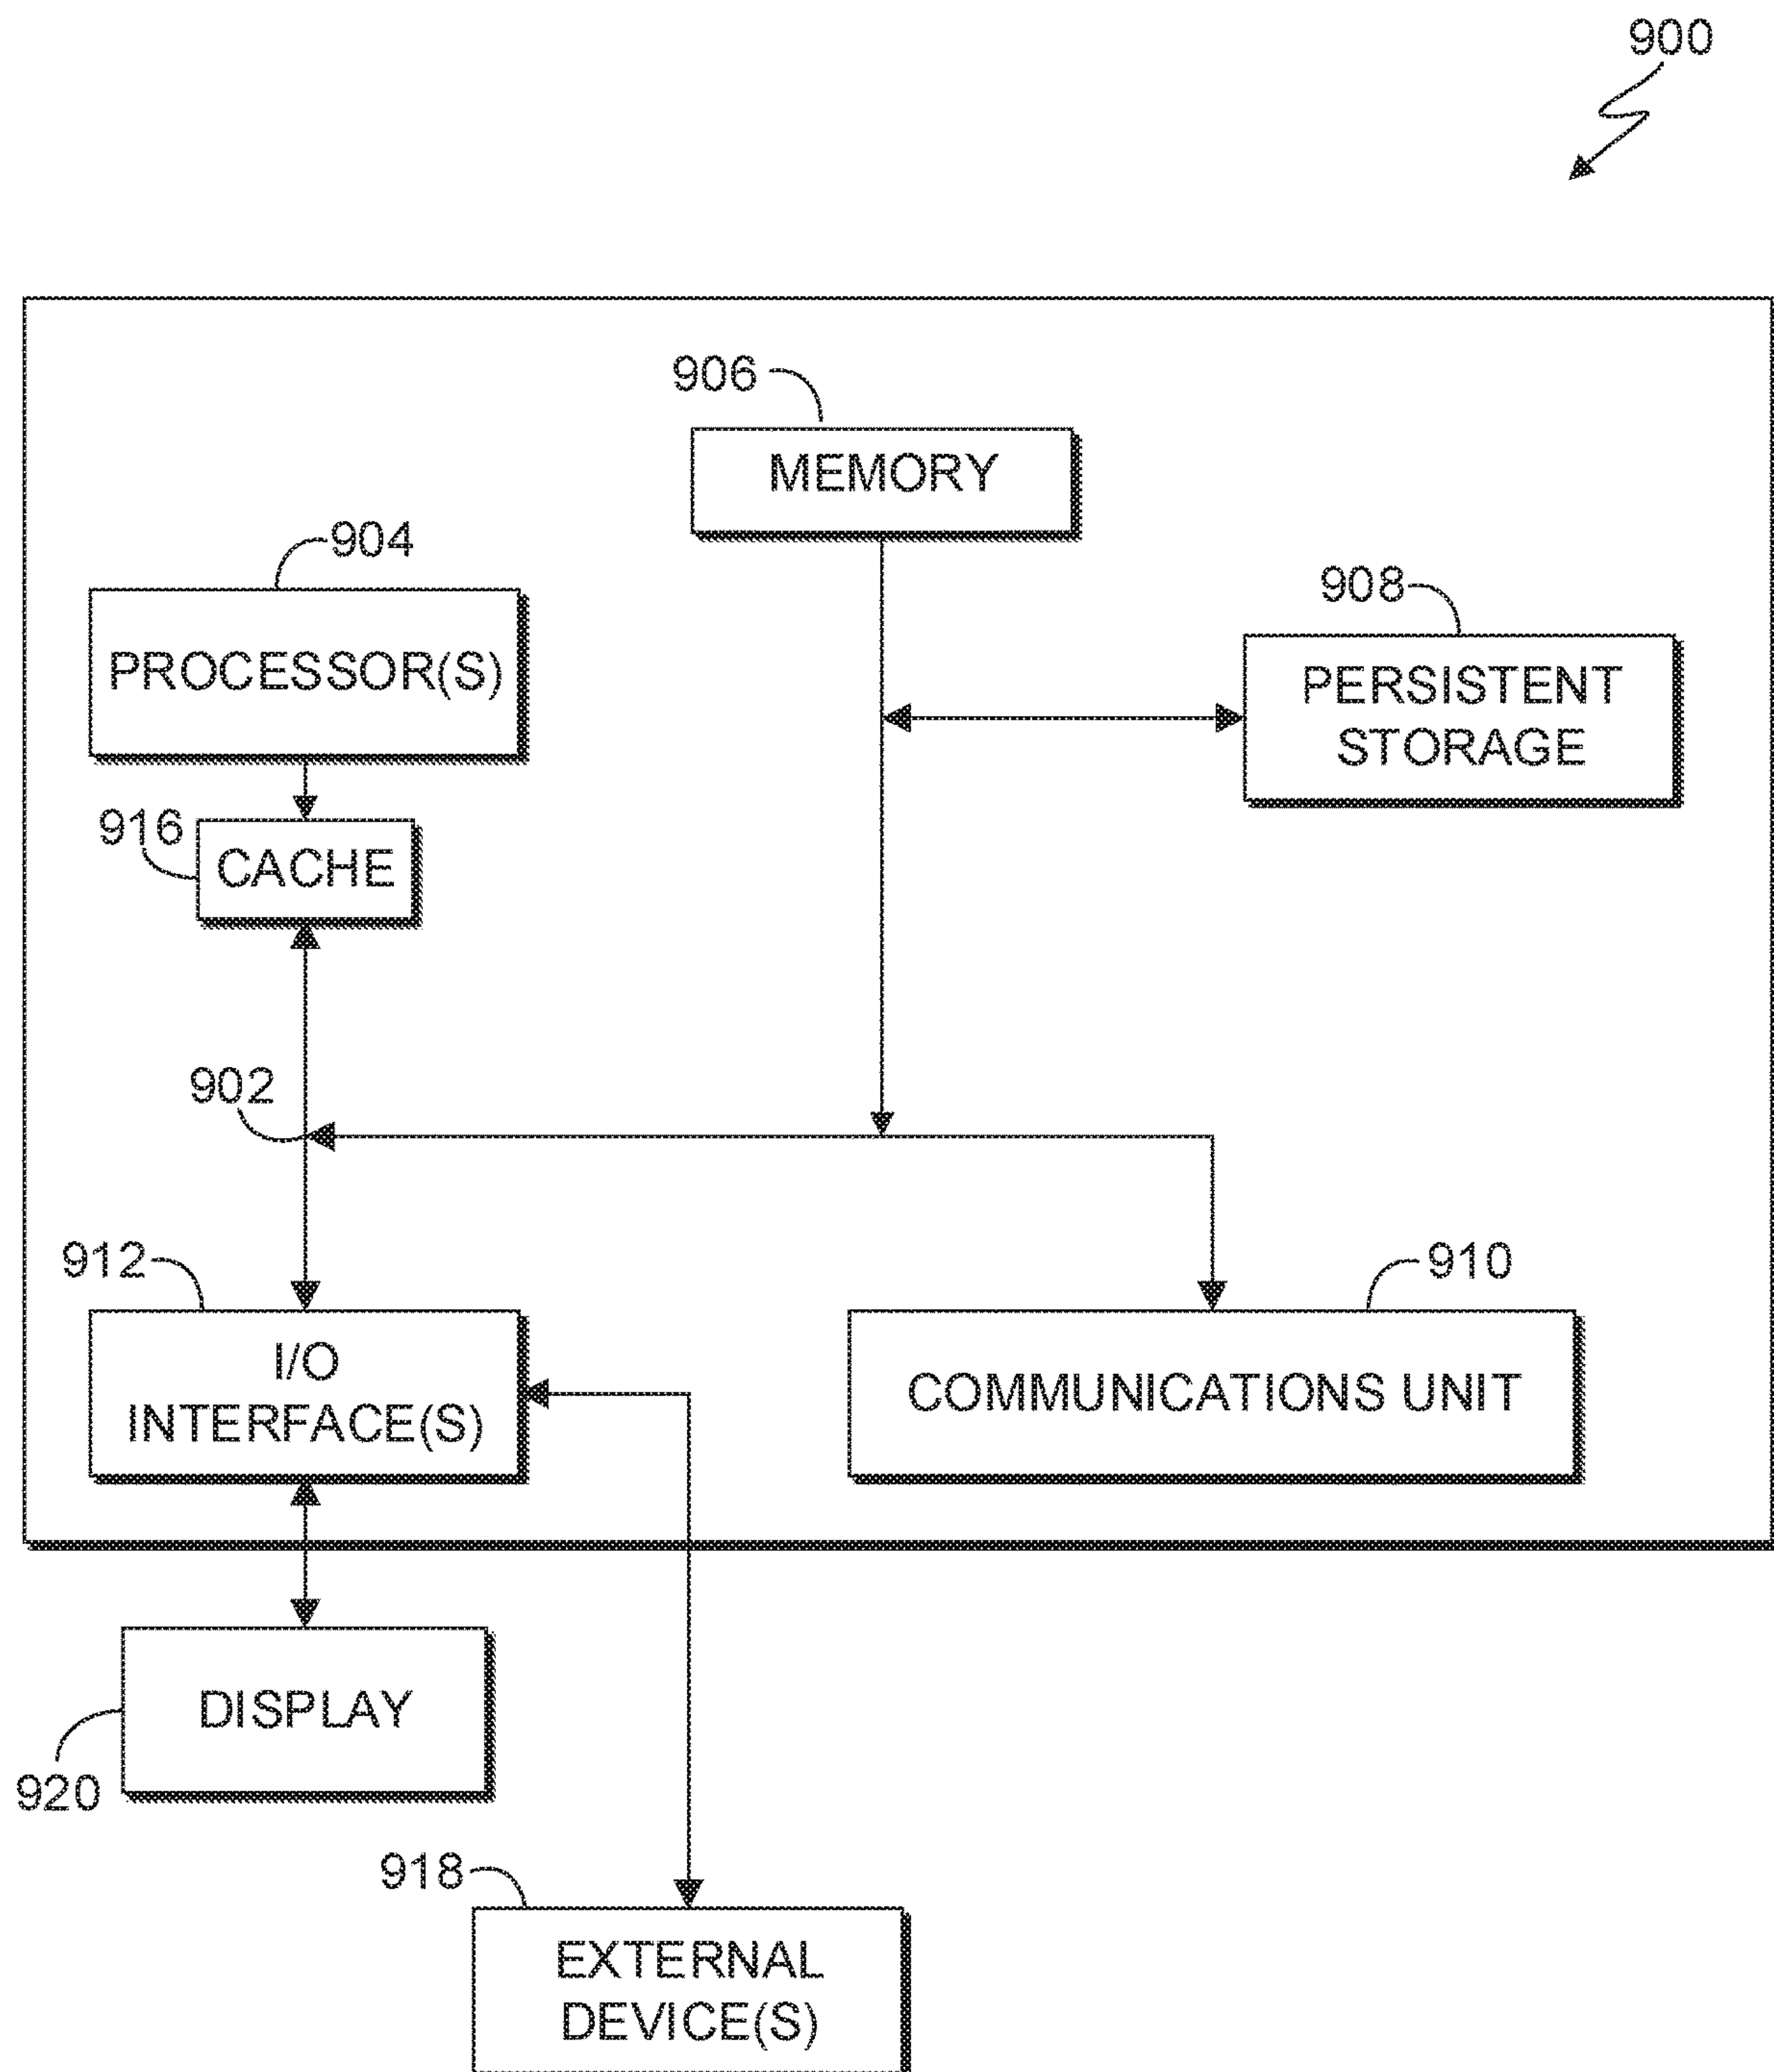 900
906
MEMORY
904
PROCESSOR(S)
908
PERSISTENT
STORAGE
916
CACHE
902
912
I/O
INTERFACE(S)
910
COMMUNICATIONS UNIT
DISPLAY
920
918
EXTERNAL
DEVICE(S)